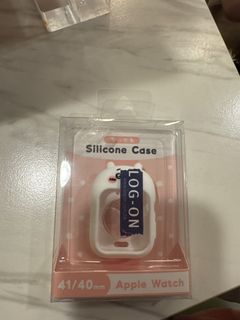 Silicone Case
LOG-ON
41/40mm Apple Watch